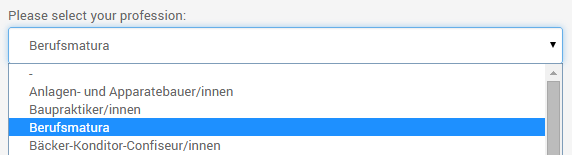 Please select your profession:
Berufsmatura
-
Anlagen- und Apparatebauer/innen
Baupraktiker/innen
Berufsmatura
Bäcker-Konditor-Confiseur/innen